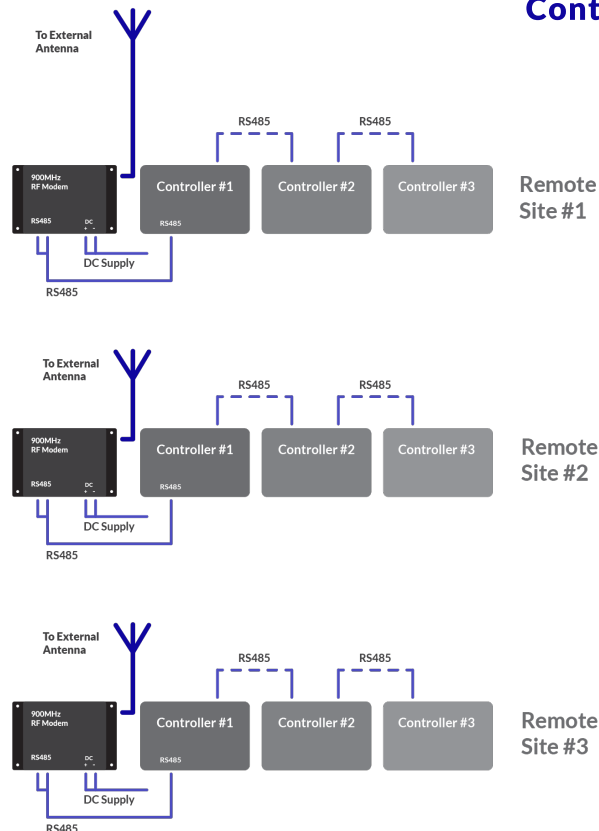 Cont
To External
Antenna
RS485 RS485
900MHz
RF Modem
RS485 DC
+ -
Controller #1
RS485
Controller #2
Controller #3
Remote
Site #1
DC Supply
RS485
To External
Antenna
RS485 RS485
900MHz
RF Modem
RS485 DC
+ -
Controller #1
RS485
Controller #2
Controller #3
Remote
Site #2
DC Supply
RS485
To External
Antenna
RS485 RS485
900MHz
RF Modem
RS485 DC
+ -
Controller #1
RS485
Controller #2
Controller #3
Remote
Site #3
DC Supply
RS485